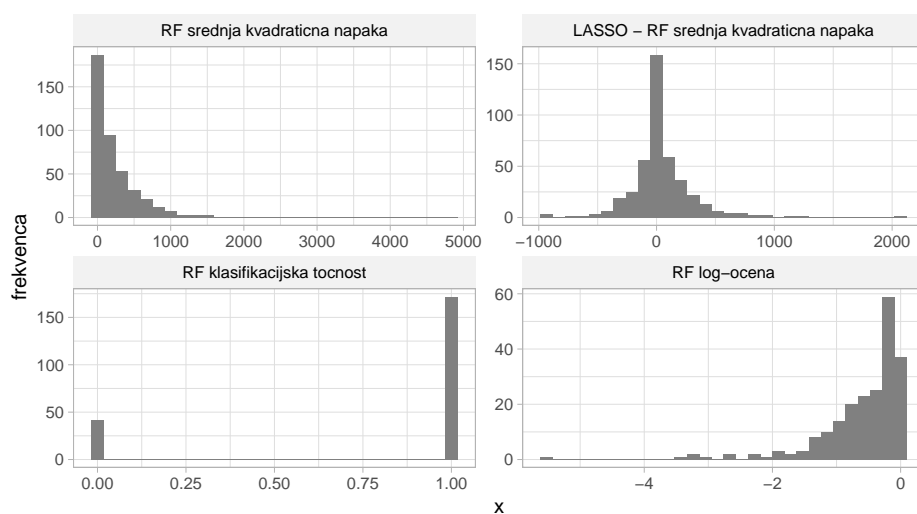 RF srednja kvadraticna napaka
LASSO − RF srednja kvadraticna napaka
150
100
50
0
0 1000 2000 3000 4000 5000
150
100
50
0
−1000 0 1000 2000
RF klasifikacijska tocnost
RF log−ocena
150
100
50
0
0.00 0.25 0.50 0.75 1.00
60
40
20
0
−4 −2 0
frekvenca
x